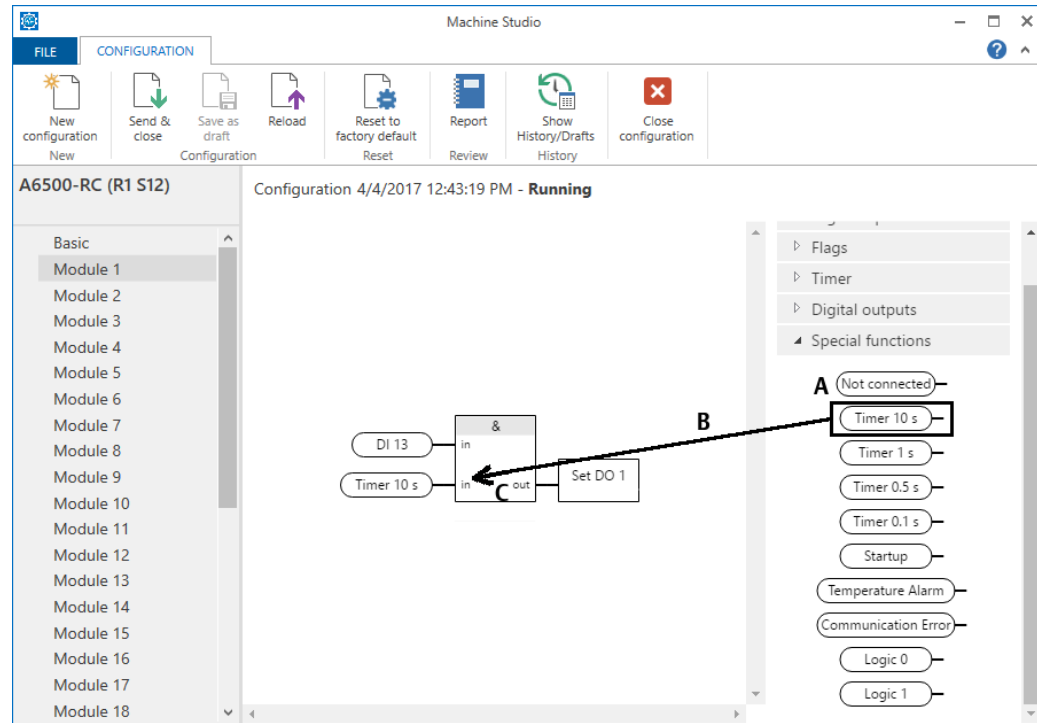 Machine Studio
FILE
CONFIGURATION
New configuration
Send & close
Save as draft
Reload
Reset to factory default
Report
Show History/Drafts
Close configuration
New
Configuration
Reset
Review
History
A6500-RC (R1 S12)
Configuration 4/4/2017 12:43:19 PM - Running
Basic
Module 1
Module 2
Module 3
Module 4
Module 5
Module 6
Module 7
Module 8
Module 9
Module 10
Module 11
Module 12
Module 13
Module 14
Module 15
Module 16
Module 17
Module 18
DI 13
Timer 10 s
&
in
in
out
C
Set DO 1
B
Flags
Timer
Digital outputs
Special functions
A
Not connected
Timer 10 s
Timer 1 s
Timer 0.5 s
Timer 0.1 s
Startup
Temperature Alarm
Communication Error
Logic 0
Logic 1